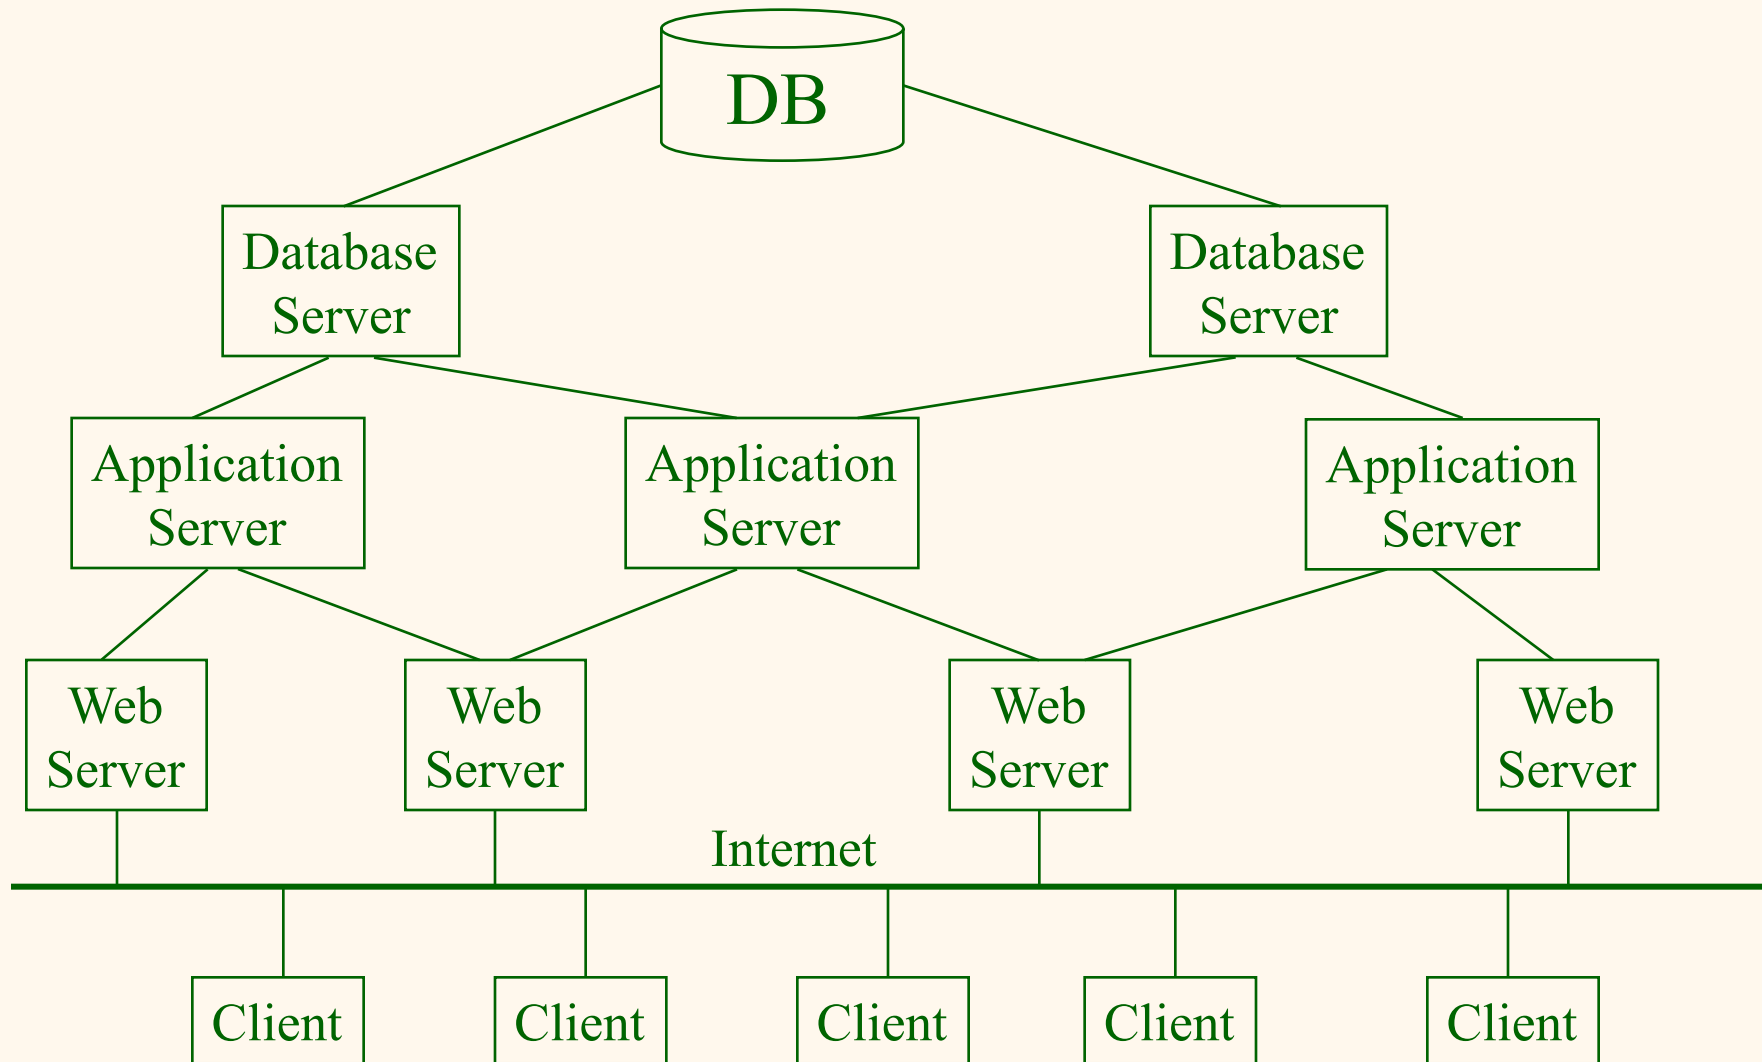 DB
Database
Server
Database
Server
Application
Server
Application
Server
Application
Server
Web
Server
Web
Server
Web
Server
Web
Server
Internet
Client
Client
Client
Client
Client